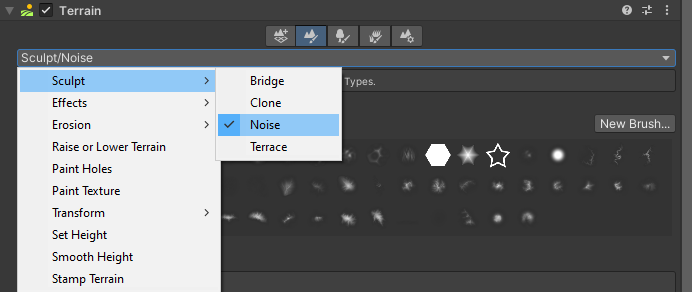 Terrain
Sculpt/Noise
Sculpt
Bridge
Types.
Effects
Clone
Erosion
Noise
New Brush...
Raise or Lower Terrain
Terrace
Paint Holes
Paint Texture
Transform
Set Height
Smooth Height
Stamp Terrain